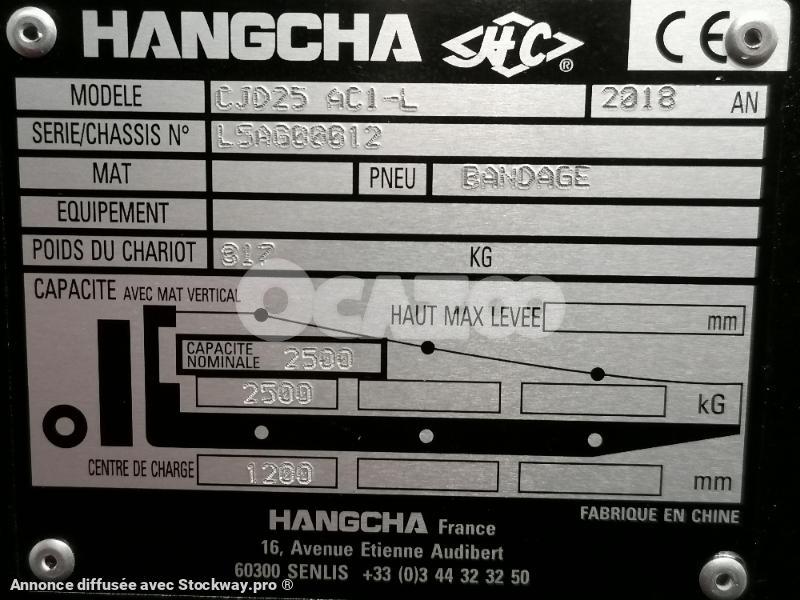 HANGCHA HC ® CE
MODELE CJD25 AC1-L 2018 AN
SERIE/CHASSIS N° L5AG00012
MAT PNEU BANDAGE
EQUIPEMENT
POIDS DU CHARIOT 817 KG
CAPACITE AVEC MAT VERTICAL
HAUT MAX LEVEE mm
CAPACITE NOMINALE 2500
2500 kG
CENTRE DE CHARGE 1200 mm
HANGCHA France
FABRIQUE EN CHINE
16, Avenue Etienne Audibert
60300 SENLIS +33 (0)3 44 32 32 50
OCAZOO
Annonce diffusée avec Stockway.pro ®